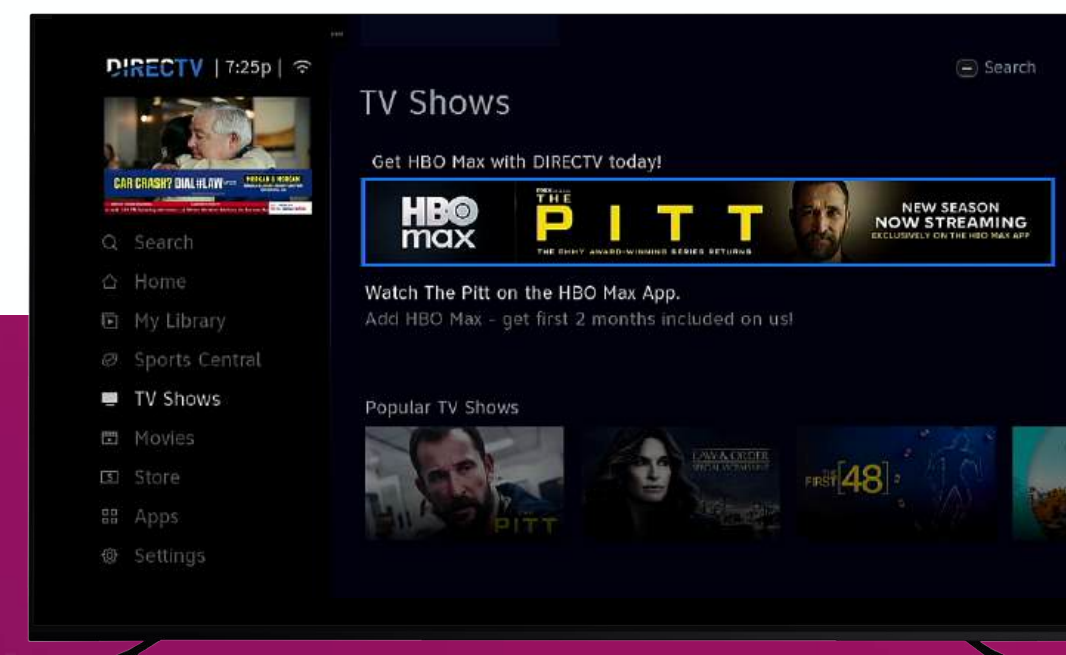 DIRECTV | 7:25p |
Search
TV Shows
Get HBO Max with DIRECTV today!
CAR CRASH? DIAL #LAW
MORGAN & MORGAN
HBO max
THE PITT
THE EMMY AWARD-WINNING SERIES RETURNS
NEW SEASON
NOW STREAMING
EXCLUSIVELY ON THE HBO MAX APP
Search
Home
My Library
Sports Central
TV Shows
Movies
Store
Apps
Settings
Watch The Pitt on the HBO Max App.
Add HBO Max - get first 2 months included on us!
Popular TV Shows
PITT
LAW & ORDER
SPECIAL VICTIMS UNIT
THE FIRST [48]